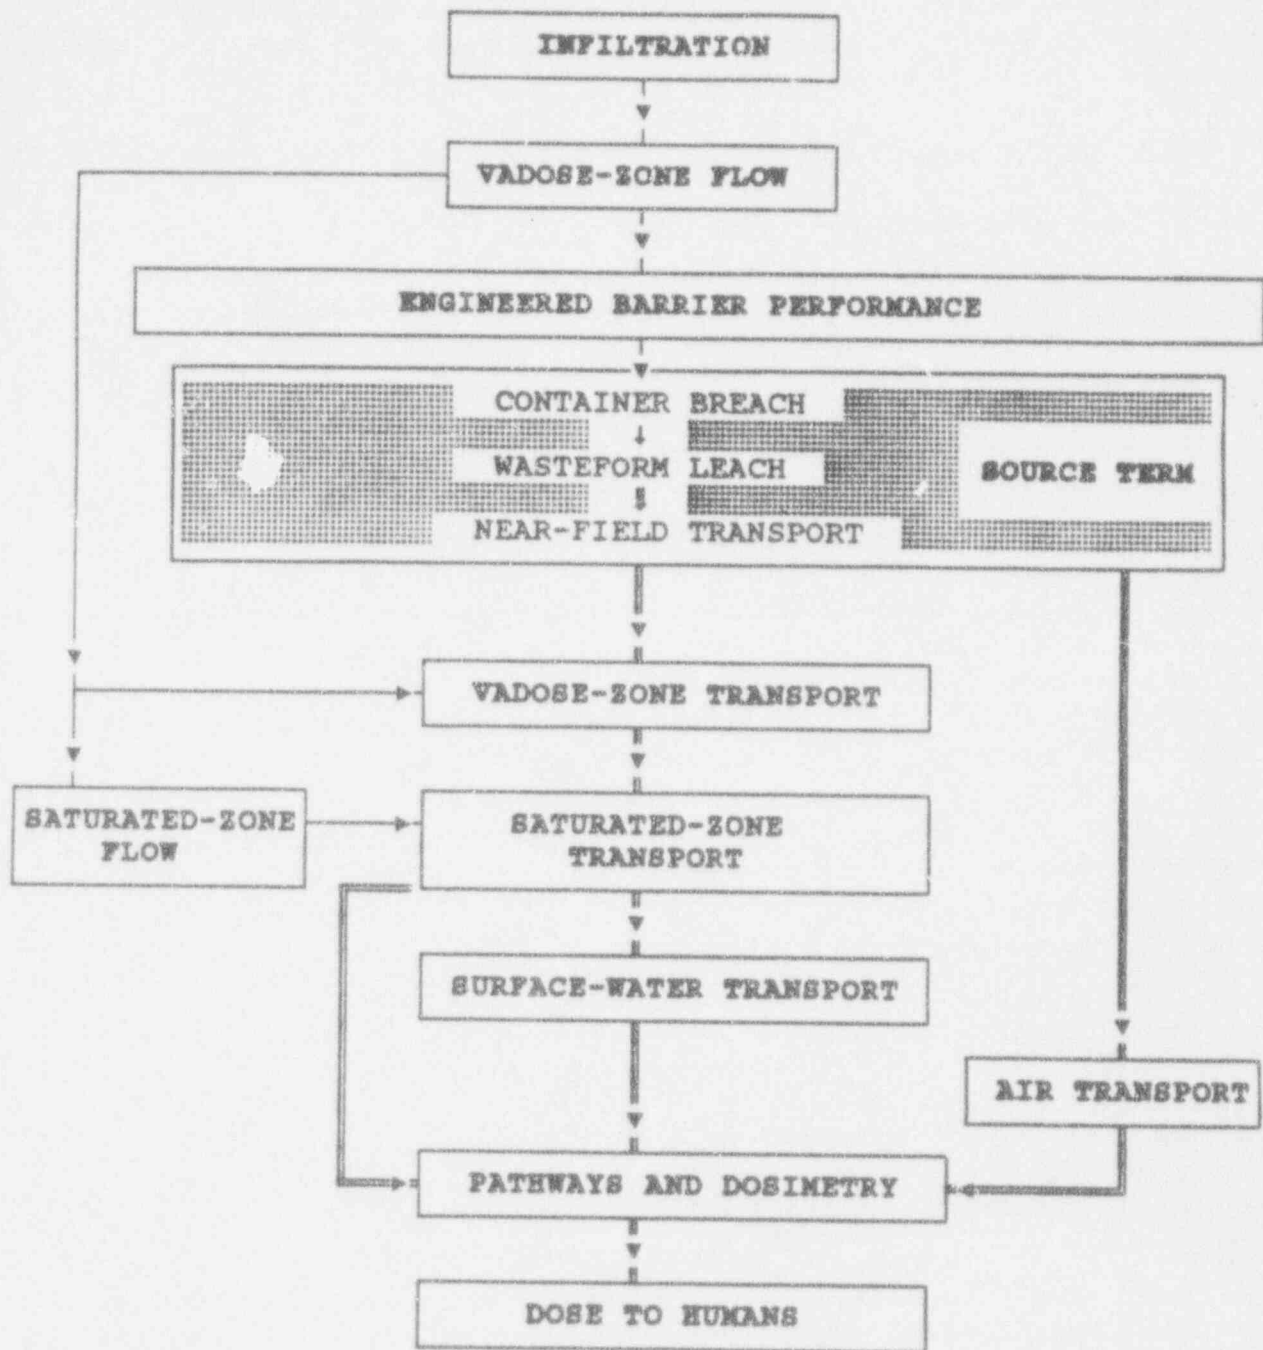 INFILTRATION
VADOSE-ZONE FLOW
ENGINEERED BARRIER PERFORMANCE
CONTAINER BREACH
WASTEFORM LEACH
SOURCE TERM
NEAR-FIELD TRANSPORT
VADOSE-ZONE TRANSPORT
SATURATED-ZONE
FLOW
SATURATED-ZONE
TRANSPORT
SURFACE-WATER TRANSPORT
AIR TRANSPORT
PATHWAYS AND DOSIMETRY
DOSE TO HUMANS